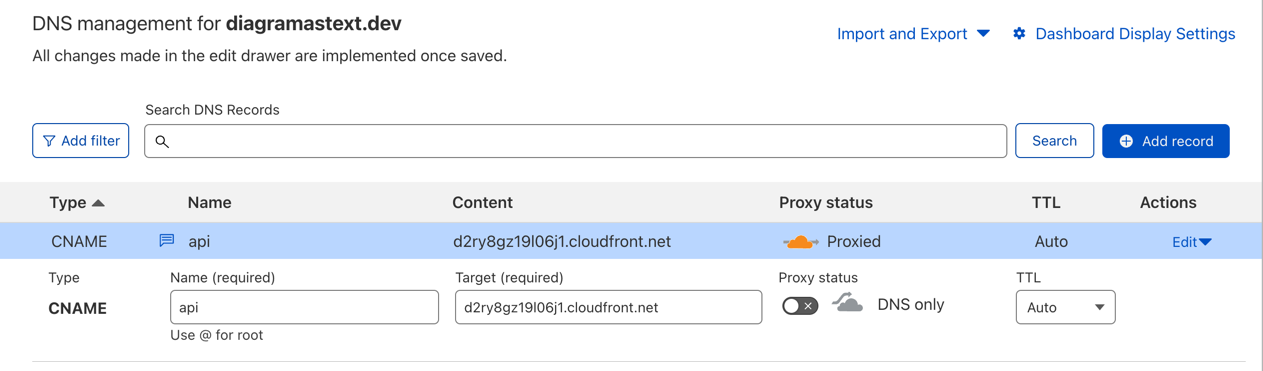 DNS management for diagramastext.dev
Import and Export
Dashboard Display Settings
All changes made in the edit drawer are implemented once saved.
Search DNS Records
Add filter
Search
Add record
Type Name Content Proxy status TTL Actions
CNAME api d2ry8gz19l06j1.cloudfront.net Proxied Auto Edit
Type Name (required) Target (required) Proxy status TTL
CNAME api d2ry8gz19l06j1.cloudfront.net DNS only Auto
Use @ for root